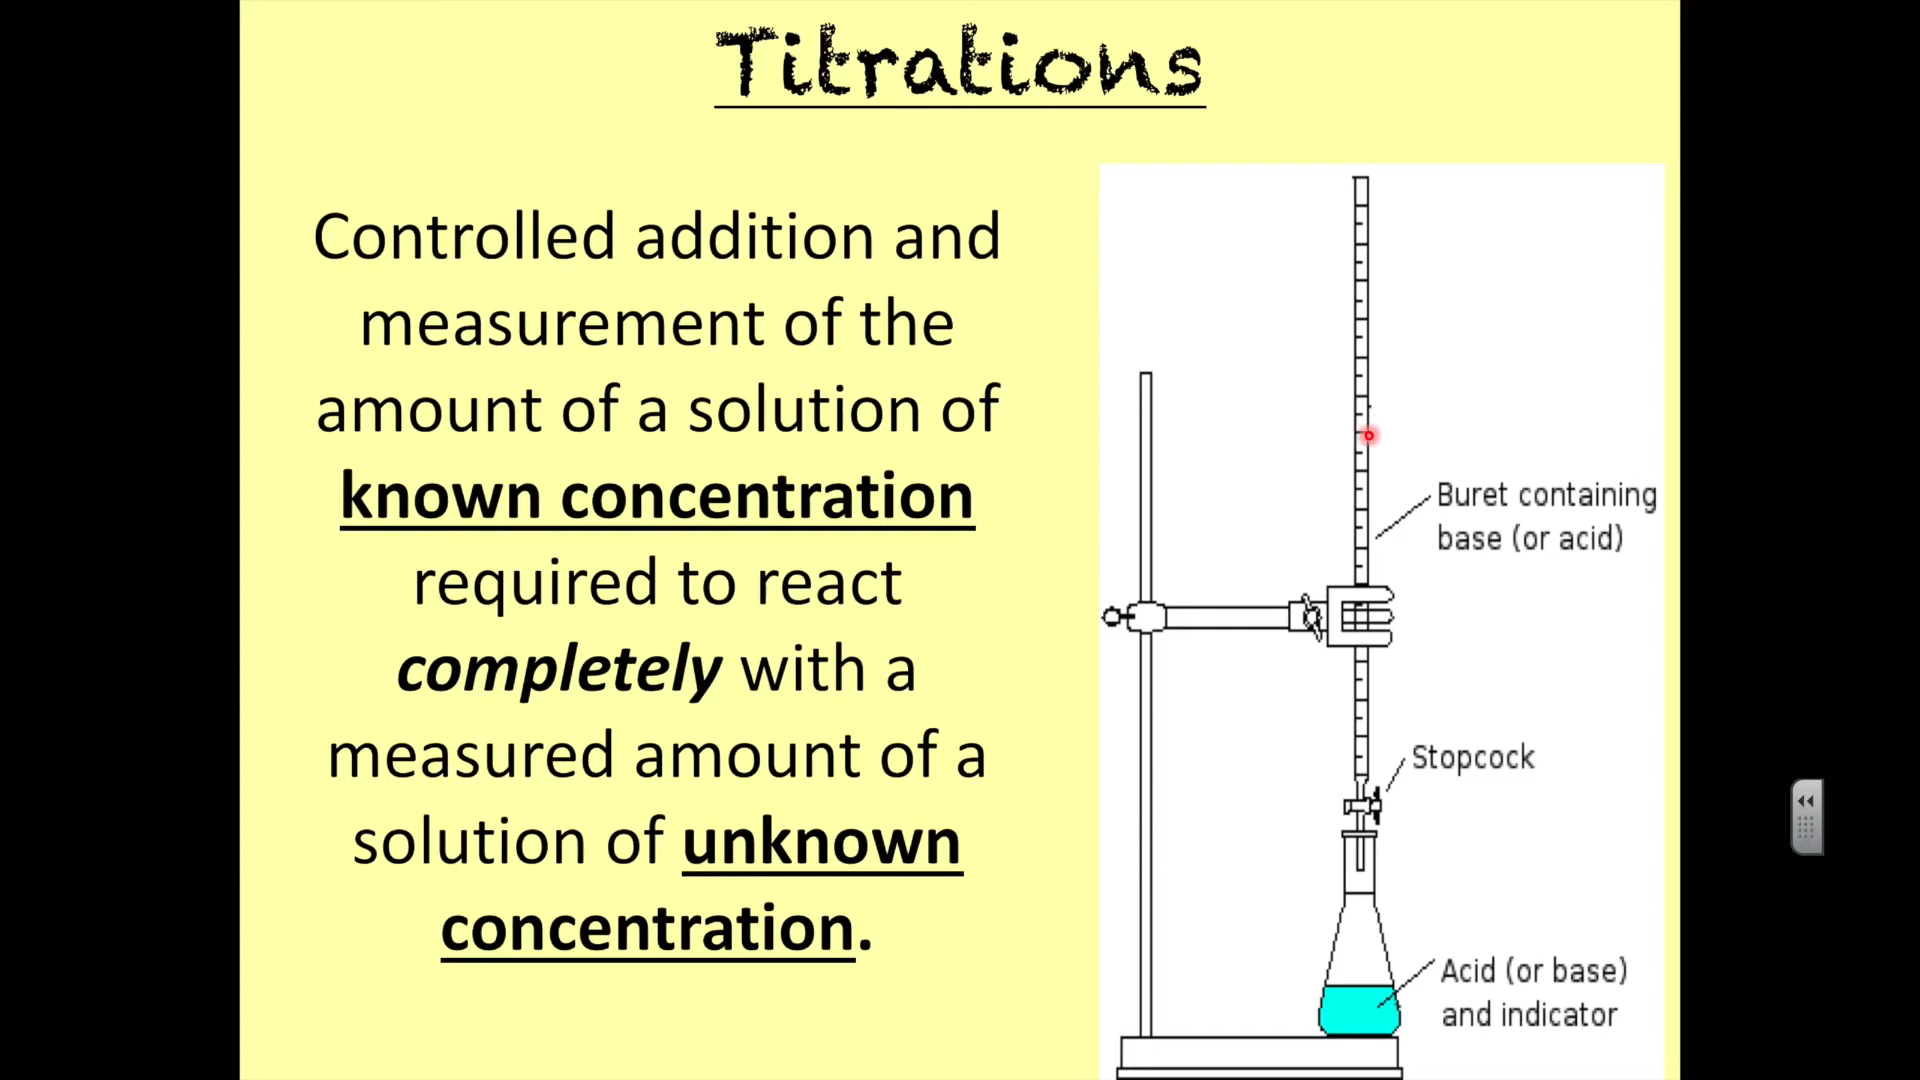 Titrations
Controlled addition and
measurement of the
amount of a solution of
known concentration
required to react
completely with a
measured amount of a
solution of unknown
concentration.
Buret containing
base (or acid)
Stopcock
Acid (or base)
and indicator